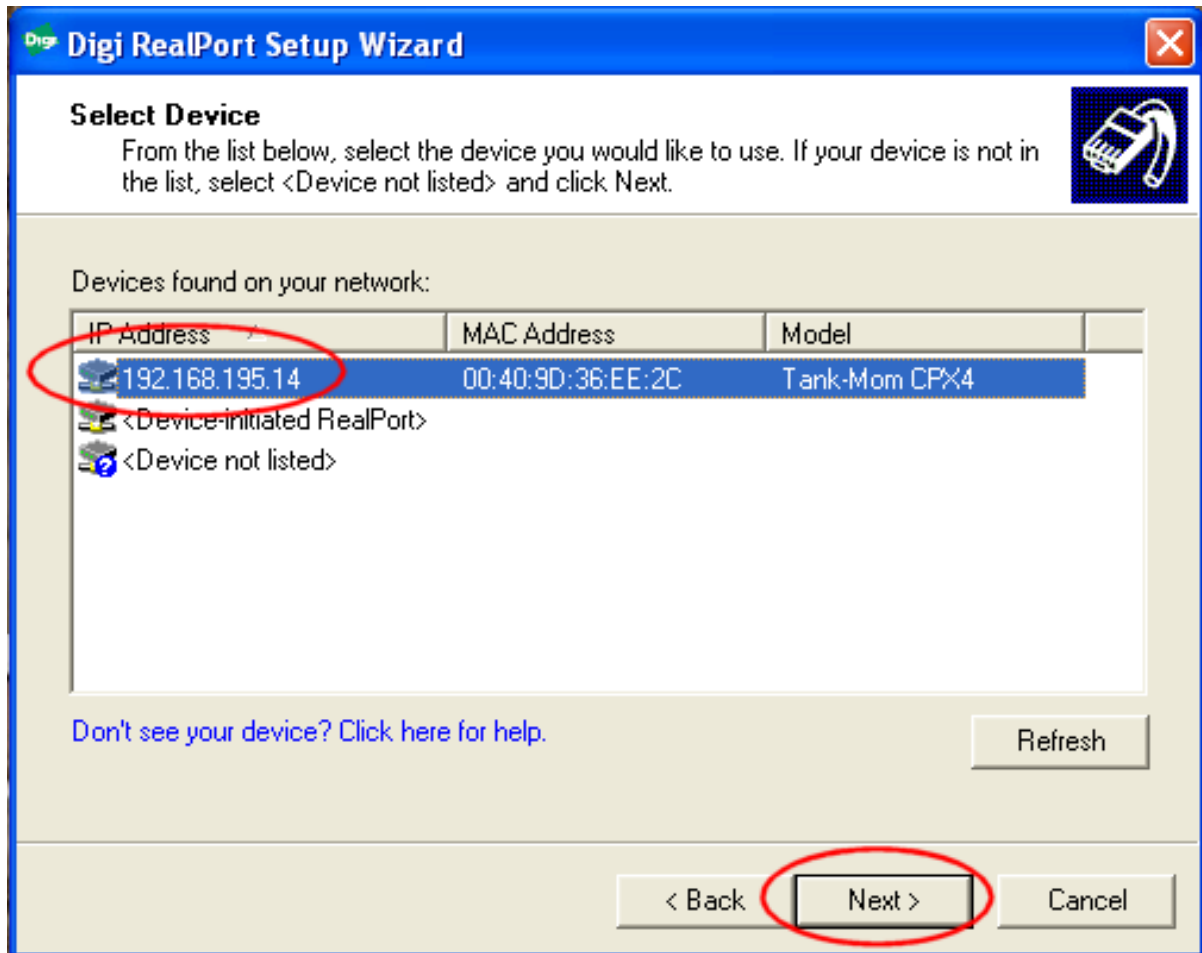 Digi Digi RealPort Setup Wizard
Select Device
From the list below, select the device you would like to use. If your device is not in
the list, select <Device not listed> and click Next.
Devices found on your network:
IP Address MAC Address Model
192.168.195.14 00:40:9D:36:EE:2C Tank-Mom CPX4
<Device-initiated RealPort>
<Device not listed>
Don't see your device? Click here for help.
Refresh
< Back Next > Cancel